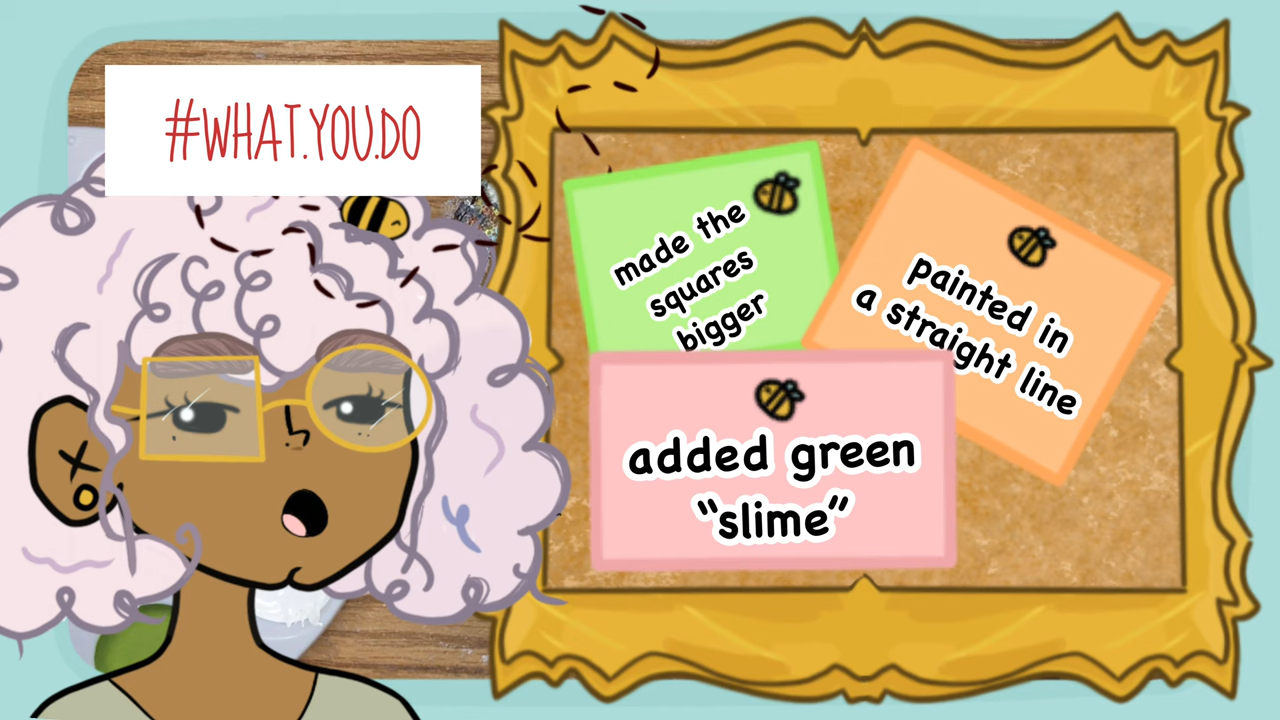 #WHAT.YOU.DO
made the
squares
bigger
painted in
a straight line
added green
"slime"